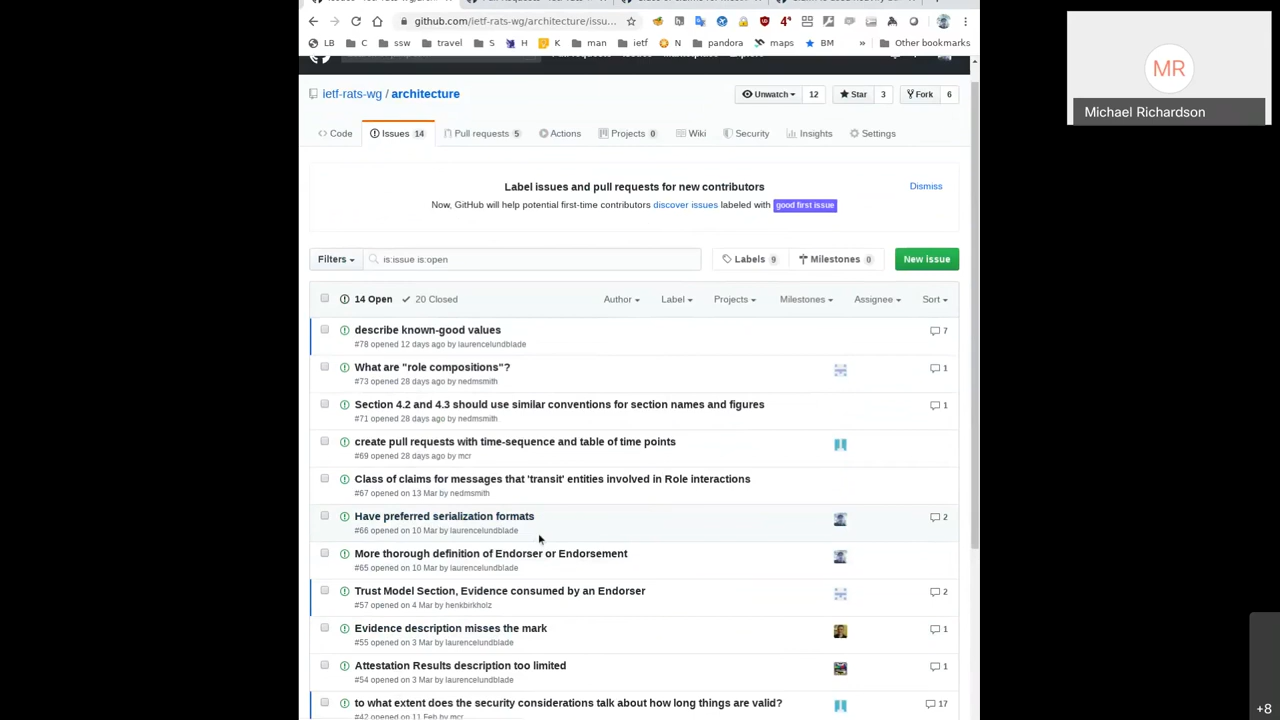 github.com/ietf-rats-wg/architecture/issu...
LB C ssw travel S H K man ietf N pandora maps BM » Other bookmarks
ietf-rats-wg / architecture
Unwatch 12 Star 3 Fork 6
Code Issues 14 Pull requests 5 Actions Projects 0 Wiki Security Insights Settings
Label issues and pull requests for new contributors
Dismiss
Now, GitHub will help potential first-time contributors discover issues labeled with good first issue
Filters is:issue is:open Labels 9 Milestones 0 New issue
14 Open 20 Closed Author Label Projects Milestones Assignee Sort
describe known-good values 7
#78 opened 12 days ago by laurencelundblade
What are "role compositions"? 1
#73 opened 28 days ago by nedmsmith
Section 4.2 and 4.3 should use similar conventions for section names and figures 1
#71 opened 28 days ago by nedmsmith
create pull requests with time-sequence and table of time points
#69 opened 28 days ago by mcr
Class of claims for messages that 'transit' entities involved in Role interactions
#67 opened on 13 Mar by nedmsmith
Have preferred serialization formats 2
#66 opened on 10 Mar by laurencelundblade
More thorough definition of Endorser or Endorsement
#65 opened on 10 Mar by laurencelundblade
Trust Model Section, Evidence consumed by an Endorser 2
#57 opened on 4 Mar by henkbirkholz
Evidence description misses the mark 1
#55 opened on 3 Mar by laurencelundblade
Attestation Results description too limited 1
#54 opened on 3 Mar by laurencelundblade
to what extent does the security considerations talk about how long things are valid? 17
#42 opened on 11 Feb by mcr
MR
Michael Richardson
+8